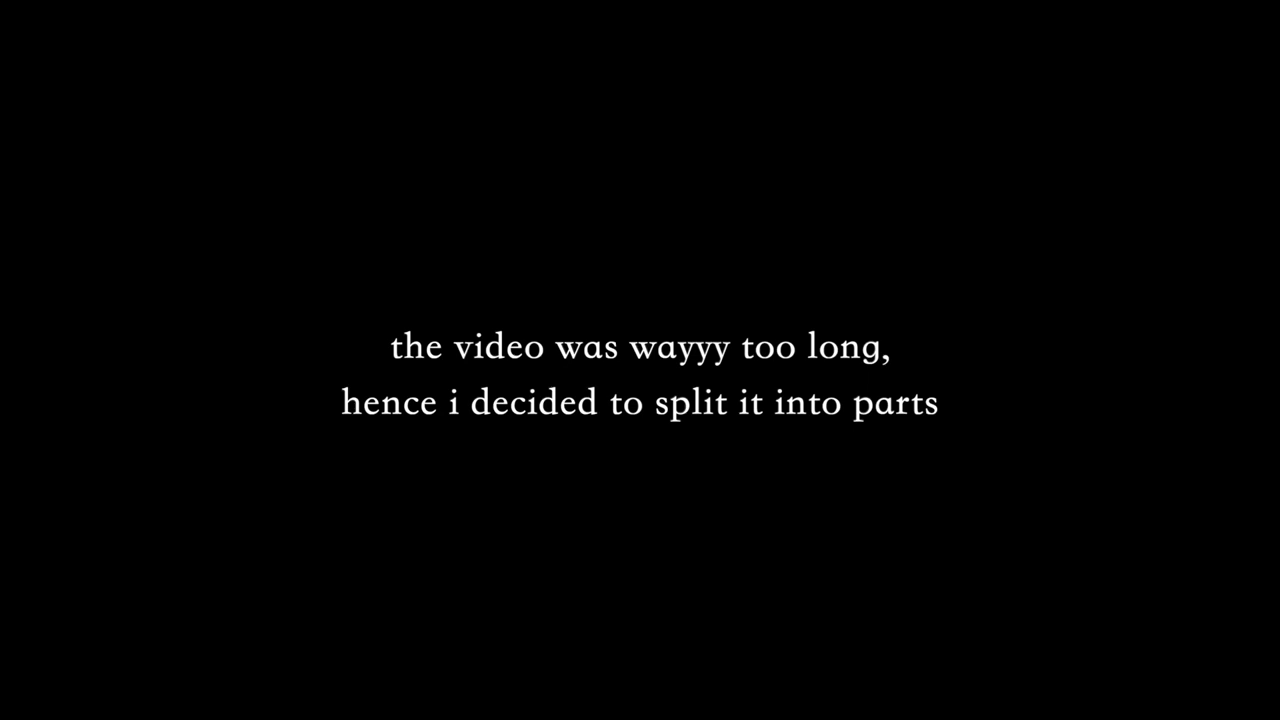 the video was wayyy too long,
hence i decided to split it into parts